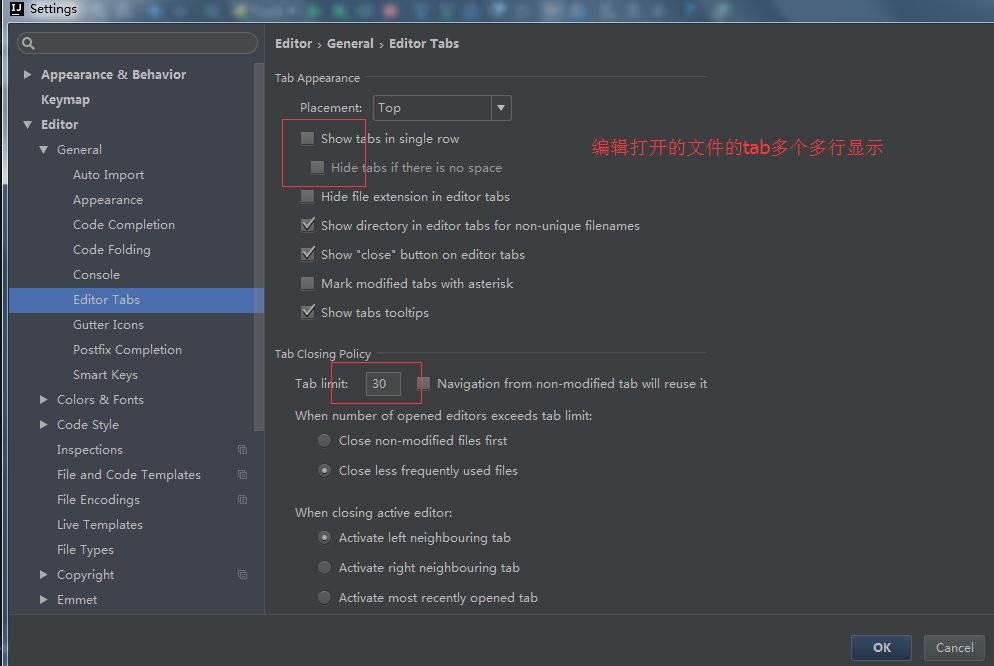 Settings
Editor › General › Editor Tabs
Appearance & Behavior
Keymap
Editor
General
Auto Import
Appearance
Code Completion
Code Folding
Console
Editor Tabs
Gutter Icons
Postfix Completion
Smart Keys
Colors & Fonts
Code Style
Inspections
File and Code Templates
File Encodings
Live Templates
File Types
Copyright
Emmet
Tab Appearance
Placement: Top
Show tabs in single row
编辑打开的文件的tab多个多行显示
Hide tabs if there is no space
Hide file extension in editor tabs
Show directory in editor tabs for non-unique filenames
Show "close" button on editor tabs
Mark modified tabs with asterisk
Show tabs tooltips
Tab Closing Policy
Tab limit: 30 Navigation from non-modified tab will reuse it
When number of opened editors exceeds tab limit:
Close non-modified files first
Close less frequently used files
When closing active editor:
Activate left neighbouring tab
Activate right neighbouring tab
Activate most recently opened tab
OK Cancel